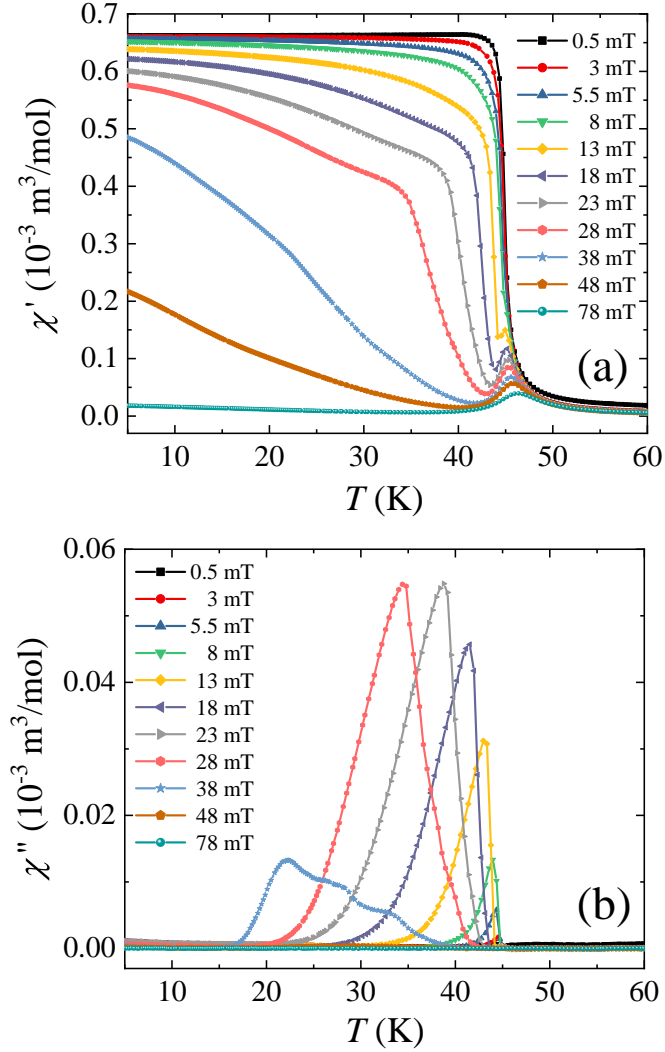 0.7
0.6
0.5
0.4
0.3
0.2
0.1
0.0
χ' (10⁻³ m³/mol)
0.5 mT
3 mT
5.5 mT
8 mT
13 mT
18 mT
23 mT
28 mT
38 mT
48 mT
78 mT
(a)
10 20 30 40 50 60
T (K)
0.06
0.04
0.02
0.00
χ" (10⁻³ m³/mol)
0.5 mT
3 mT
5.5 mT
8 mT
13 mT
18 mT
23 mT
28 mT
38 mT
48 mT
78 mT
(b)
10 20 30 40 50 60
T (K)